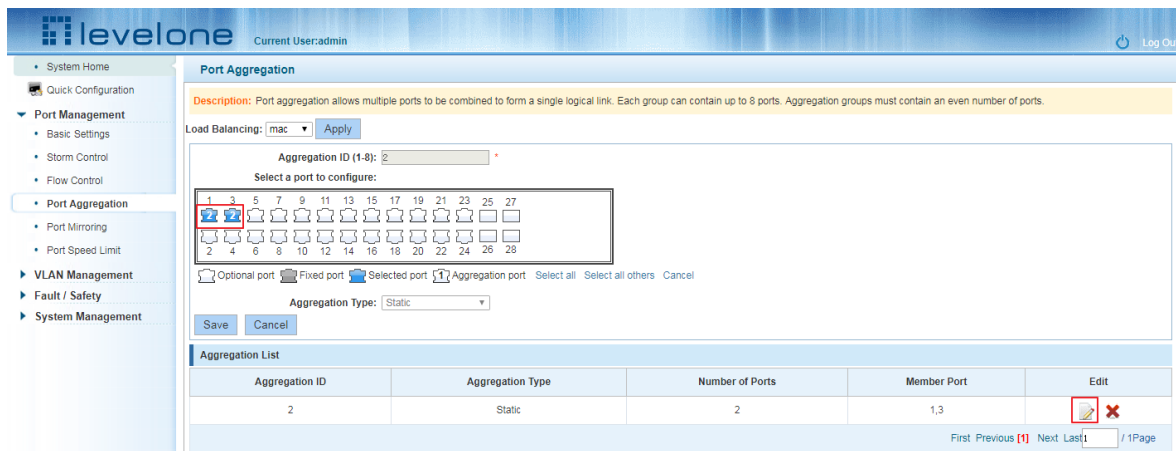 levelone
Current User:admin
Log Ou
System Home
Quick Configuration
Port Management
Basic Settings
Storm Control
Flow Control
Port Aggregation
Port Mirroring
Port Speed Limit
VLAN Management
Fault / Safety
System Management
Port Aggregation
Description: Port aggregation allows multiple ports to be combined to form a single logical link. Each group can contain up to 8 ports. Aggregation groups must contain an even number of ports.
Load Balancing: mac Apply
Aggregation ID (1-8): 2 *
Select a port to configure:
1 3 5 7 9 11 13 15 17 19 21 23 25 27
2 2
2 4 6 8 10 12 14 16 18 20 22 24 26 28
Optional port Fixed port Selected port 1 Aggregation port Select all Select all others Cancel
Aggregation Type: Static
Save Cancel
Aggregation List
Aggregation ID Aggregation Type Number of Ports Member Port Edit
2 Static 2 1,3
First Previous [1] Next Last 1 / 1Page